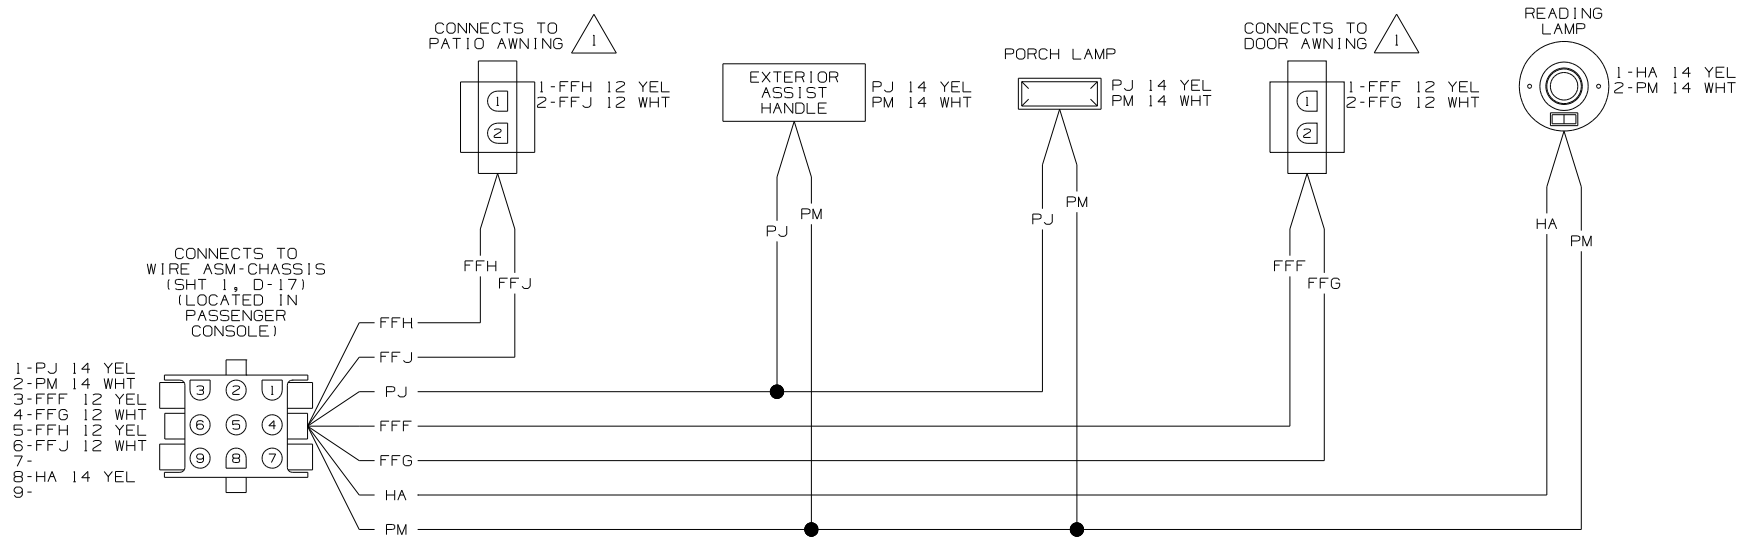 CONNECTS TO
PATIO AWNING
1
1-FFH 12 YEL
2-FFJ 12 WHT
1
2
EXTERIOR
ASSIST
HANDLE
PJ 14 YEL
PM 14 WHT
PORCH LAMP
PJ 14 YEL
PM 14 WHT
CONNECTS TO
DOOR AWNING
1
1-FFF 12 YEL
2-FFG 12 WHT
1
2
READING
LAMP
1-HA 14 YEL
2-PM 14 WHT
FFH
FFJ
PJ
PM
PJ
PM
FFF
FFG
HA
PM
CONNECTS TO
WIRE ASM-CHASSIS
(SHT 1, D-17)
(LOCATED IN
PASSENGER
CONSOLE)
1-PJ 14 YEL
2-PM 14 WHT
3-FFF 12 YEL
4-FFG 12 WHT
5-FFH 12 YEL
6-FFJ 12 WHT
7-
8-HA 14 YEL
9-
3 2 1
6 5 4
9 8 7
FFH
FFJ
PJ
FFF
FFG
HA
PM